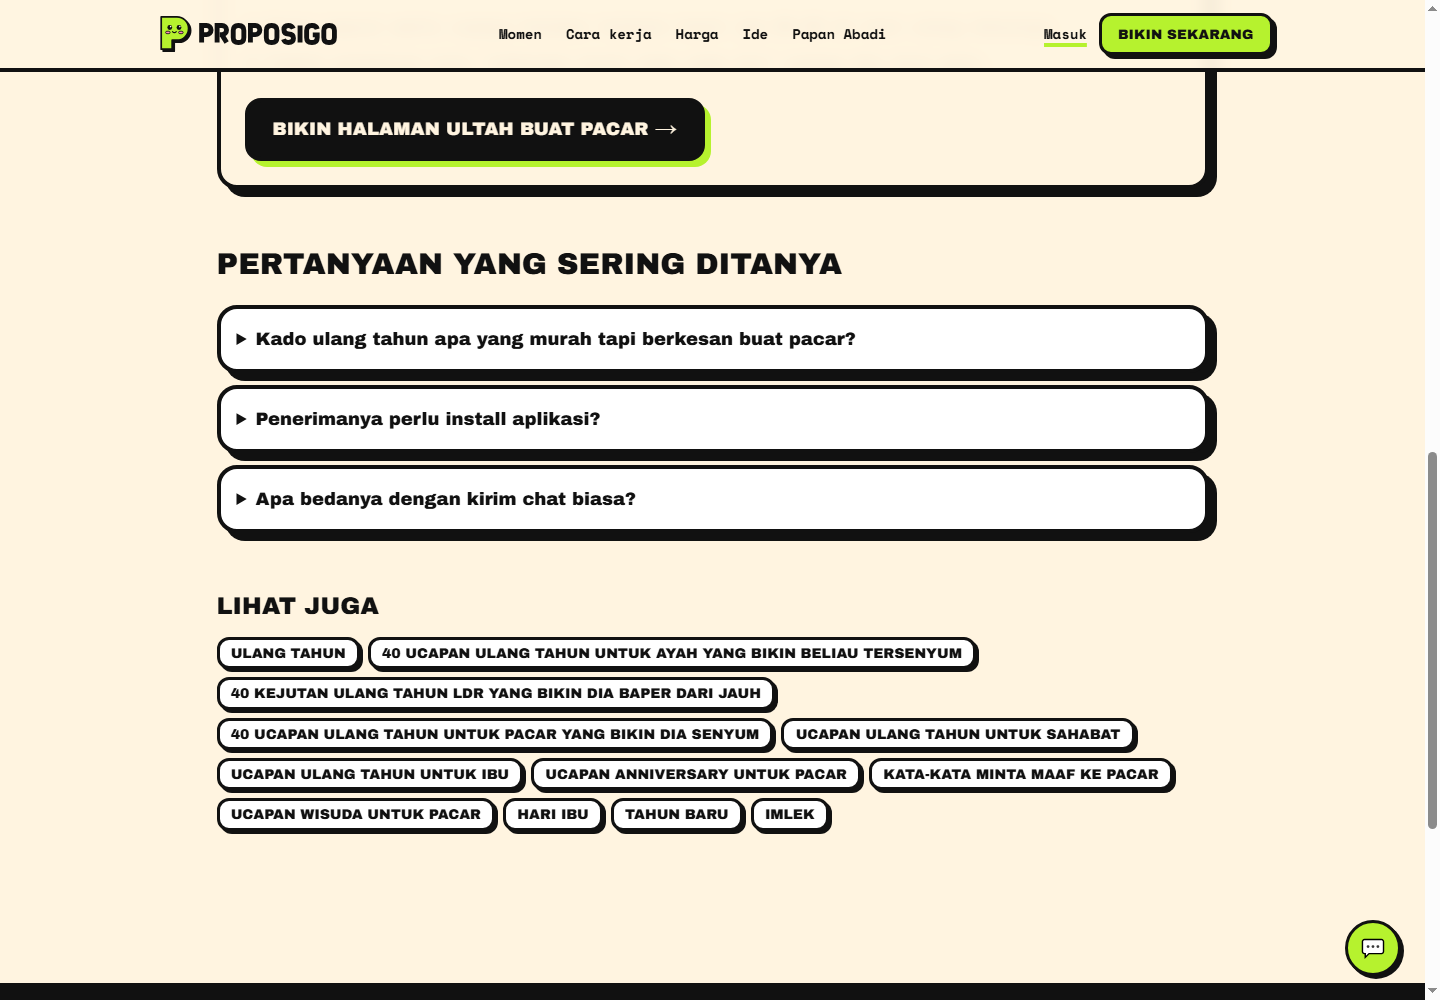 PROPOSIGO
Women Cara kerja Harga Ide Papan Abadi
Masuk
BIKIN SEKARANG
BIKIN HALAMAN ULTAH BUAT PACAR →
PERTANYAAN YANG SERING DITANYA
Kado ulang tahun apa yang murah tapi berkesan buat pacar?
Penerimanya perlu install aplikasi?
Apa bedanya dengan kirim chat biasa?
LIHAT JUGA
ULANG TAHUN
40 UCAPAN ULANG TAHUN UNTUK AYAH YANG BIKIN BELIAU TERSENYUM
40 KEJUTAN ULANG TAHUN LDR YANG BIKIN DIA BAPER DARI JAUH
40 UCAPAN ULANG TAHUN UNTUK PACAR YANG BIKIN DIA SENYUM
UCAPAN ULANG TAHUN UNTUK SAHABAT
UCAPAN ULANG TAHUN UNTUK IBU
UCAPAN ANNIVERSARY UNTUK PACAR
KATA-KATA MINTA MAAF KE PACAR
UCAPAN WISUDA UNTUK PACAR
HARI IBU
TAHUN BARU
IMLEK